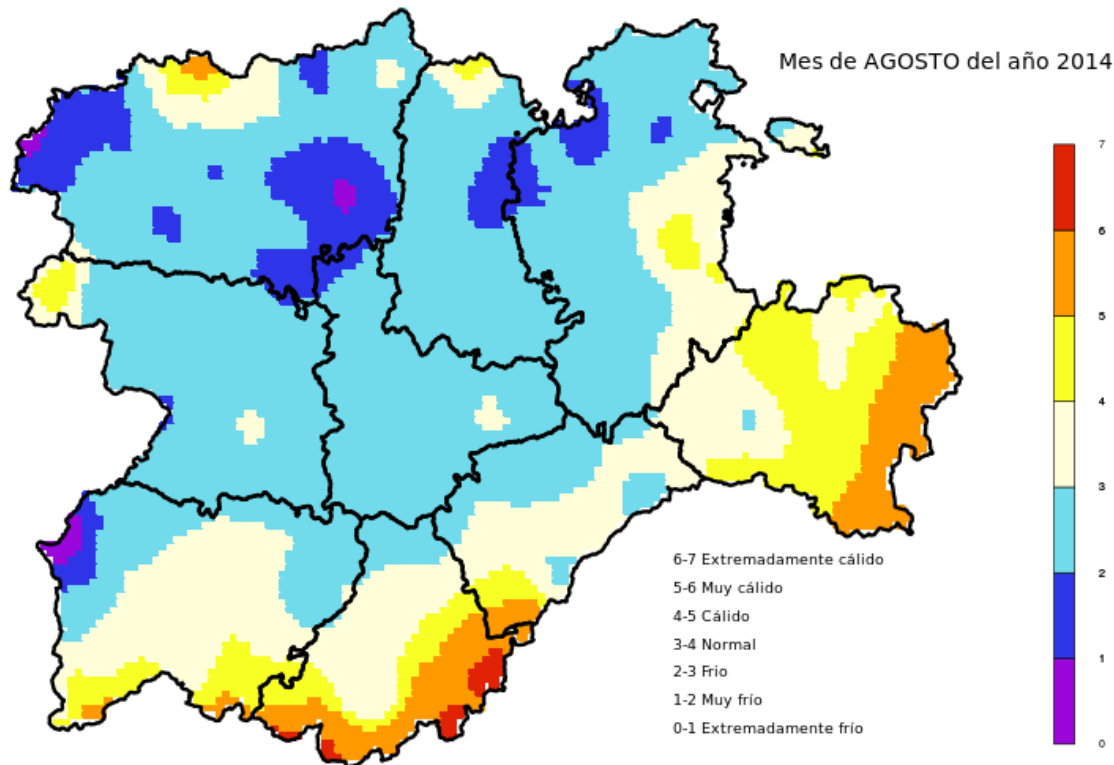 Mes de AGOSTO del año 2014
7
6
5
4
3
2
1
0
6-7 Extremadamente cálido
5-6 Muy cálido
4-5 Cálido
3-4 Normal
2-3 Frio
1-2 Muy frío
0-1 Extremadamente frío